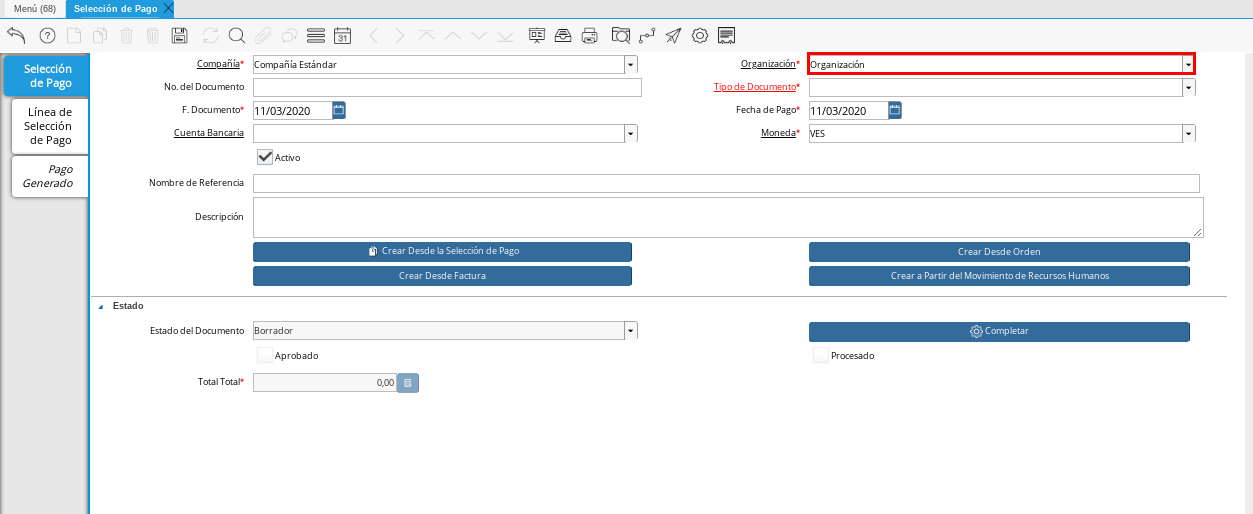 Menú (68)
Selección de Pago
31
Selección
de Pago
Línea de
Selección
de Pago
Pago
Generado
Compañía* Compañía Estándar
Organización* Organización
No. del Documento
Tipo de Documento*
F. Documento* 11/03/2020
Fecha de Pago* 11/03/2020
Cuenta Bancaria
Moneda* VES
Activo
Nombre de Referencia
Descripción
Crear Desde la Selección de Pago
Crear Desde Orden
Crear Desde Factura
Crear a Partir del Movimiento de Recursos Humanos
Estado
Estado del Documento Borrador
Completar
Aprobado
Procesado
Total Total* 0,00